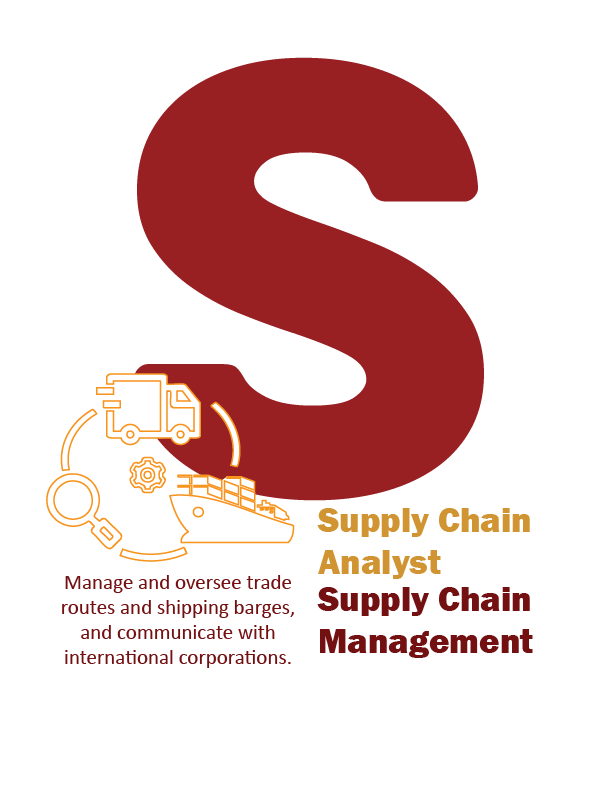 S
Supply Chain
Analyst
Supply Chain
Management
Manage and oversee trade
routes and shipping barges,
and communicate with
international corporations.